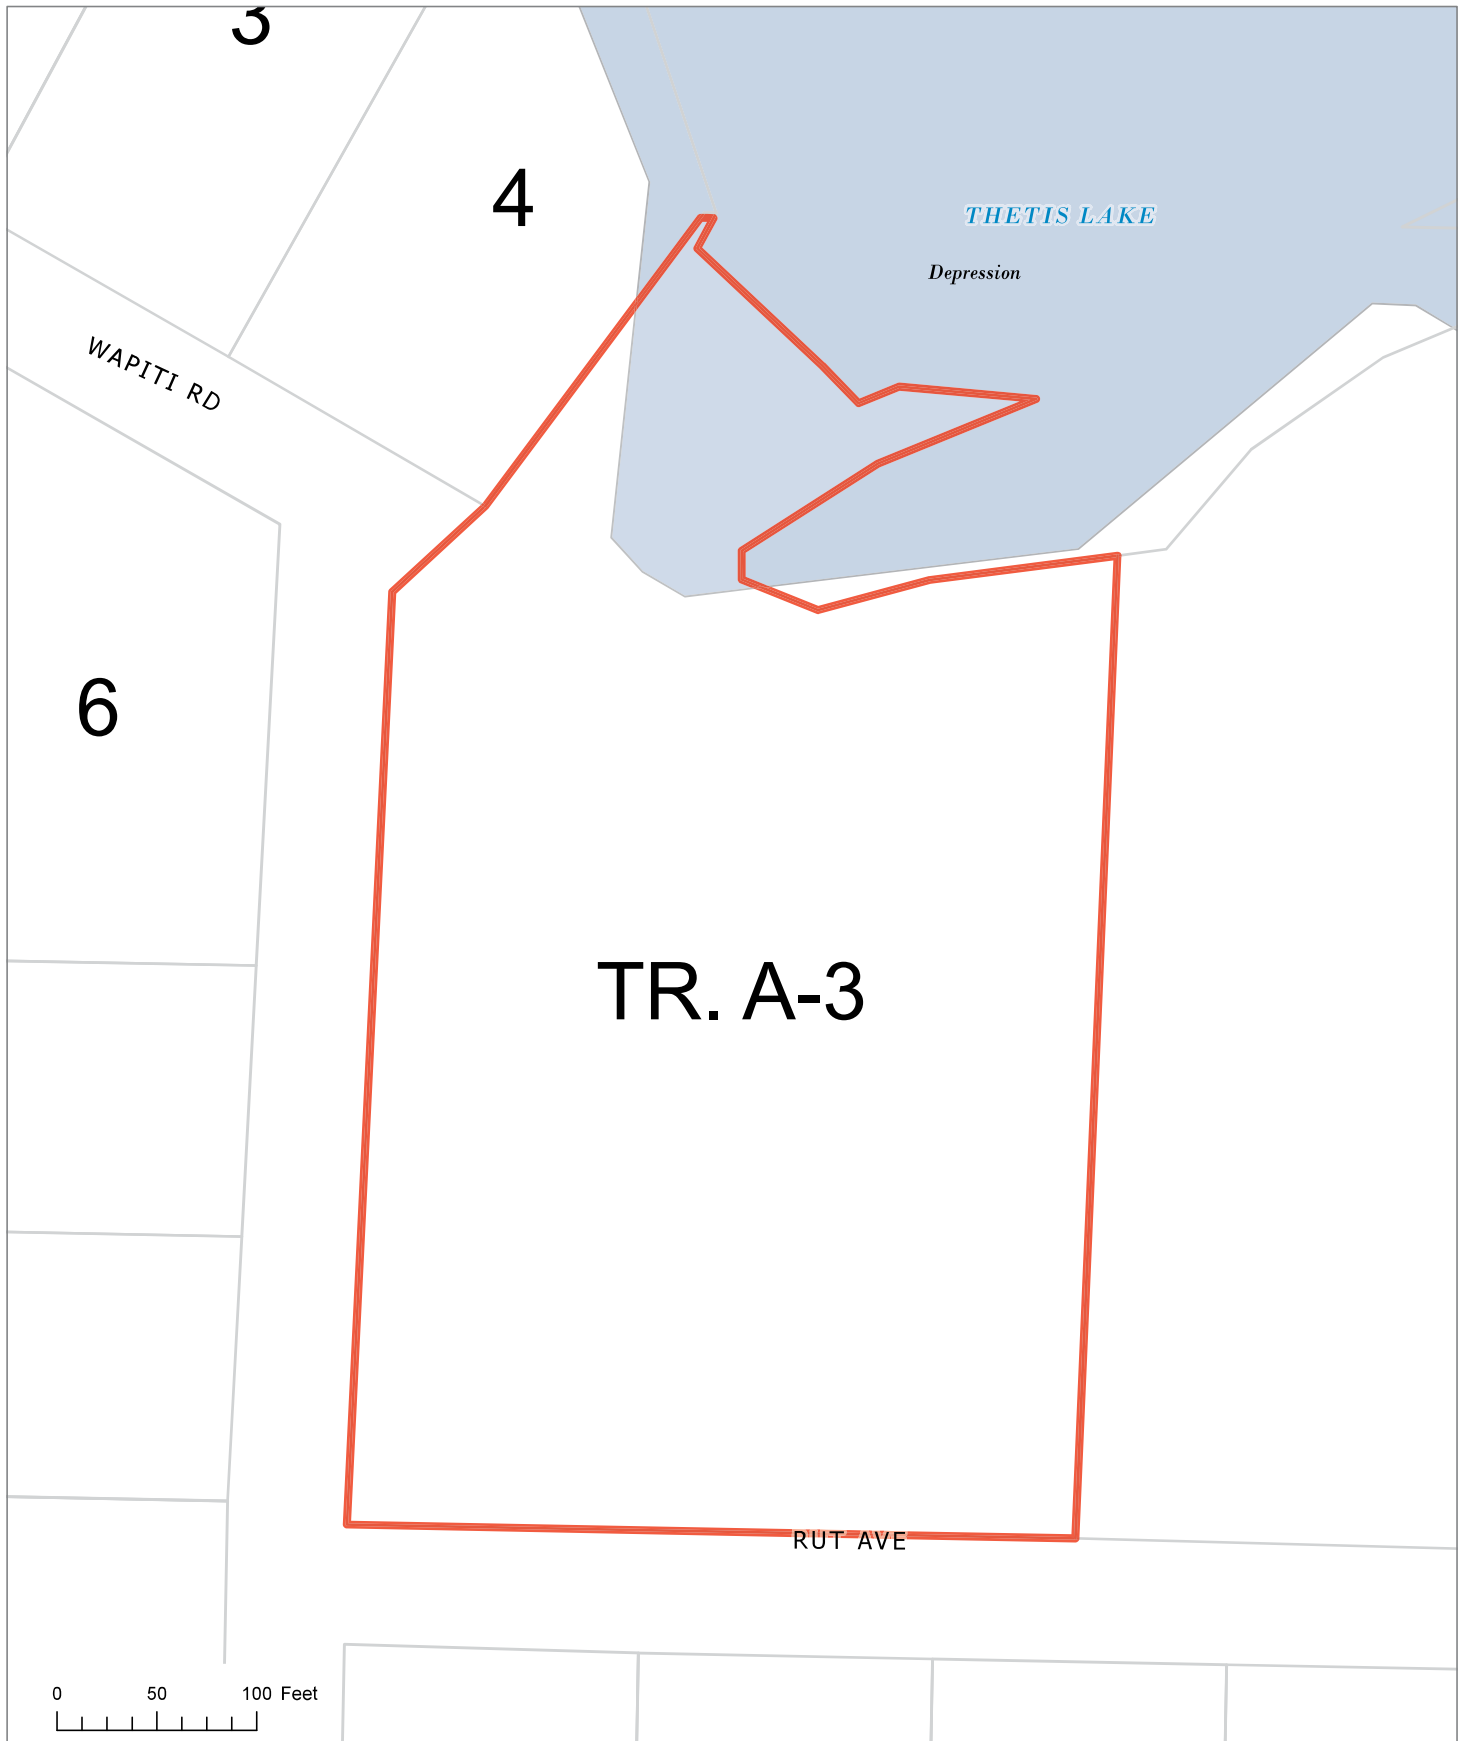 3
4
THETIS LAKE
Depression
WAPITI RD
6
TR. A-3
RUT AVE
0 50 100 Feet